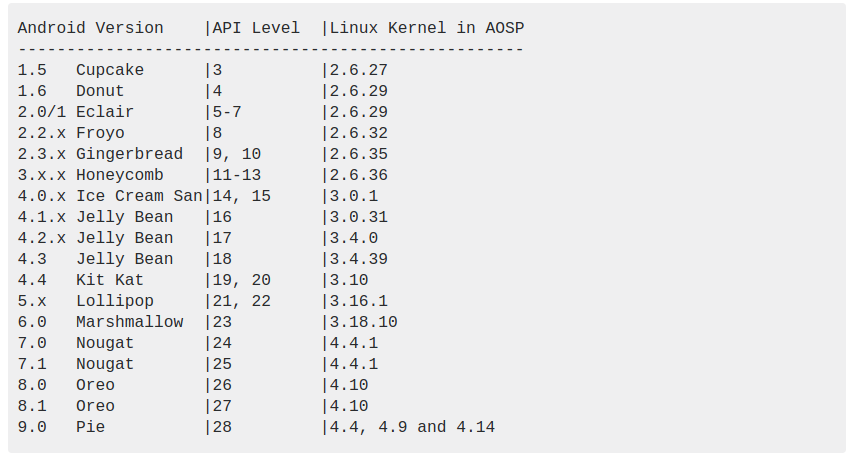 Android Version    |API Level  |Linux Kernel in AOSP
----------------------------------------------------
1.5   Cupcake      |3          |2.6.27
1.6   Donut        |4          |2.6.29
2.0/1 Eclair       |5-7        |2.6.29
2.2.x Froyo        |8          |2.6.32
2.3.x Gingerbread  |9, 10      |2.6.35
3.x.x Honeycomb    |11-13      |2.6.36
4.0.x Ice Cream San|14, 15     |3.0.1
4.1.x Jelly Bean   |16         |3.0.31
4.2.x Jelly Bean   |17         |3.4.0
4.3   Jelly Bean   |18         |3.4.39
4.4   Kit Kat      |19, 20     |3.10
5.x   Lollipop     |21, 22     |3.16.1
6.0   Marshmallow  |23         |3.18.10
7.0   Nougat       |24         |4.4.1
7.1   Nougat       |25         |4.4.1
8.0   Oreo         |26         |4.10
8.1   Oreo         |27         |4.10
9.0   Pie          |28         |4.4, 4.9 and 4.14